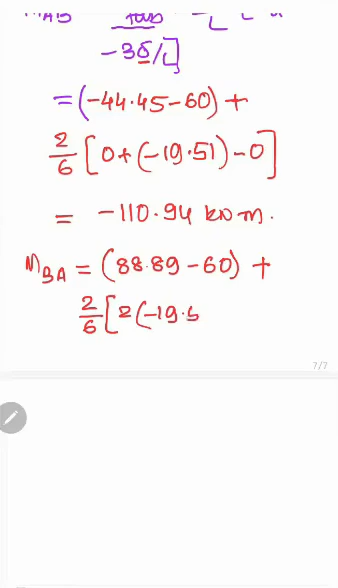 -3δ/L]
= (-44.45-60) +
2/6 [0+(-19.51)-0]
= -110.94 kN m.
MBA = (88.89-60) +
2/6 [2(-19.5
7/7